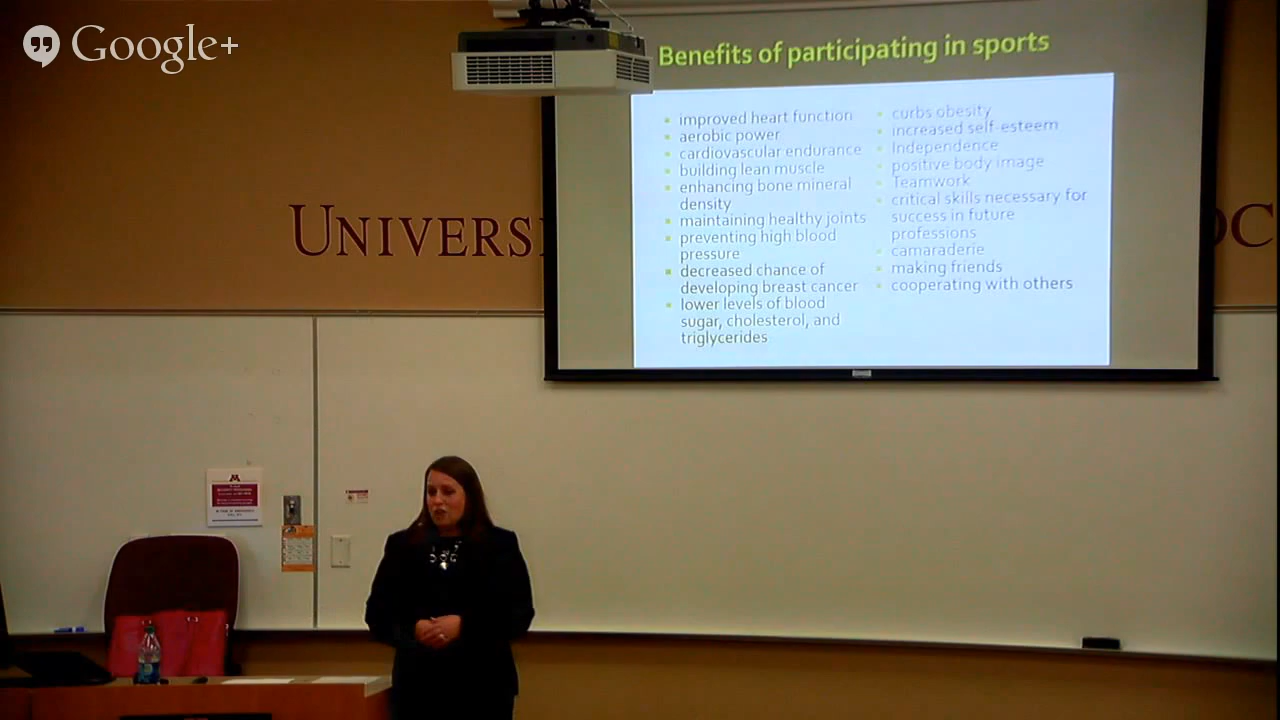 Google+
Benefits of participating in sports
improved heart function
aerobic power
cardiovascular endurance
building lean muscle
enhancing bone mineral
density
maintaining healthy joints
preventing high blood
pressure
decreased chance of
developing breast cancer
lower levels of blood
sugar, cholesterol, and
triglycerides
curbs obesity
increased self-esteem
Independence
positive body image
Teamwork
critical skills necessary for
success in future
professions
camaraderie
making friends
cooperating with others
UNIVERSI
OC
M